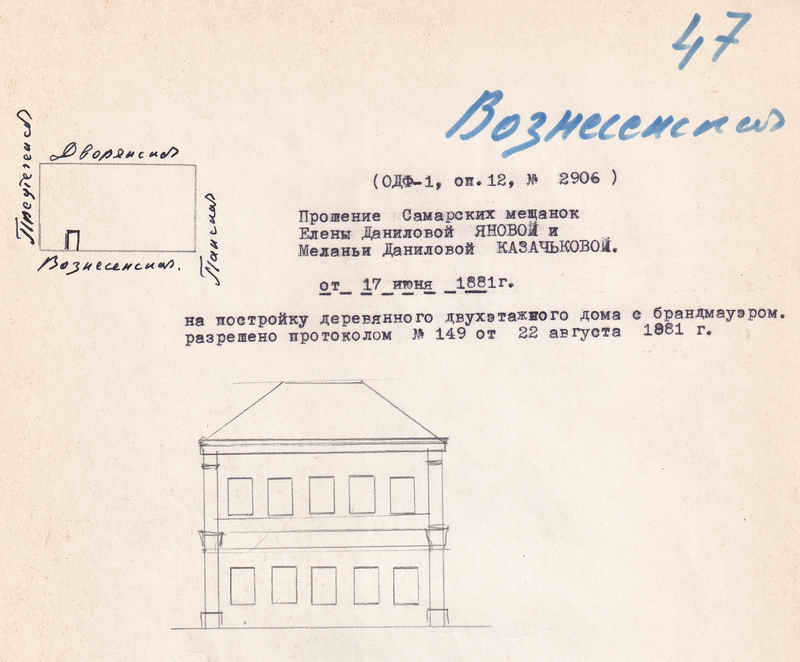 47
Вознесенская
Дворянская
Предтеченская
Панская
Вознесенская.
(ОДФ-1, оп.12, № 2906 )
Прошение Самарских мещанок
Елены Даниловой ЯНОВОЙ и
Меланьи Даниловой КАЗАЧЬКОВОЙ.
от 17 июня 1881г.
на постройку деревянного двухэтажного дома с брандмауэром.
разрешено протоколом № 149 от 22 августа 1881 г.